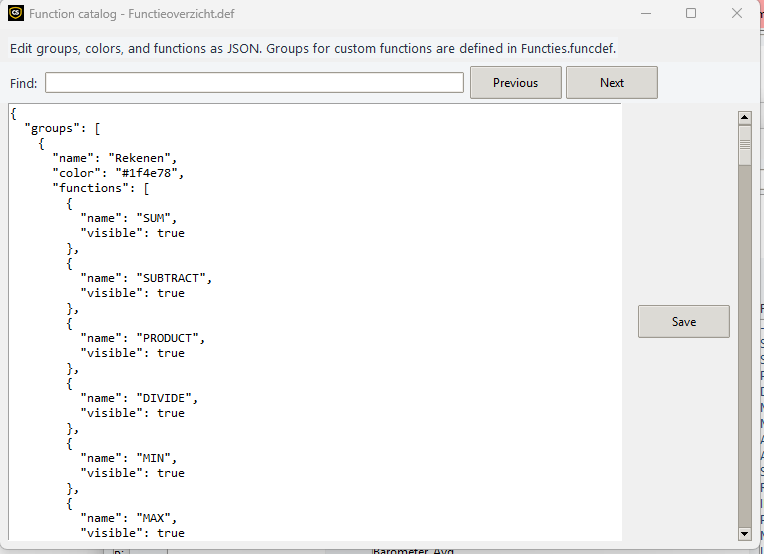 CS Function catalog - Functieoverzicht.def
Edit groups, colors, and functions as JSON. Groups for custom functions are defined in Functies.funcdef.
Find: Previous Next
{
  "groups": [
    {
      "name": "Rekenen",
      "color": "#1f4e78",
      "functions": [
        {
          "name": "SUM",
          "visible": true
        },
        {
          "name": "SUBTRACT",
          "visible": true
        },
        {
          "name": "PRODUCT",
          "visible": true
        },
        {
          "name": "DIVIDE",
          "visible": true
        },
        {
          "name": "MIN",
          "visible": true
        },
        {
          "name": "MAX",
          "visible": true
Save